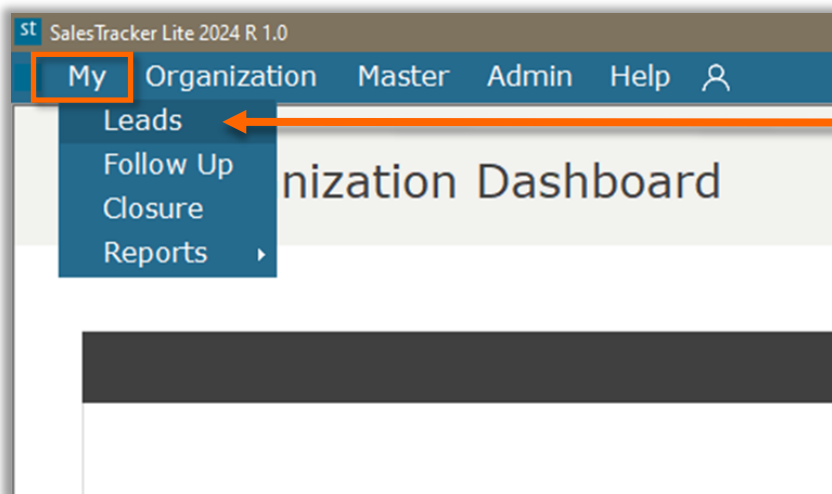 st SalesTracker Lite 2024 R 1.0
My Organization Master Admin Help
Leads
Follow Up
nization Dashboard
Closure
Reports